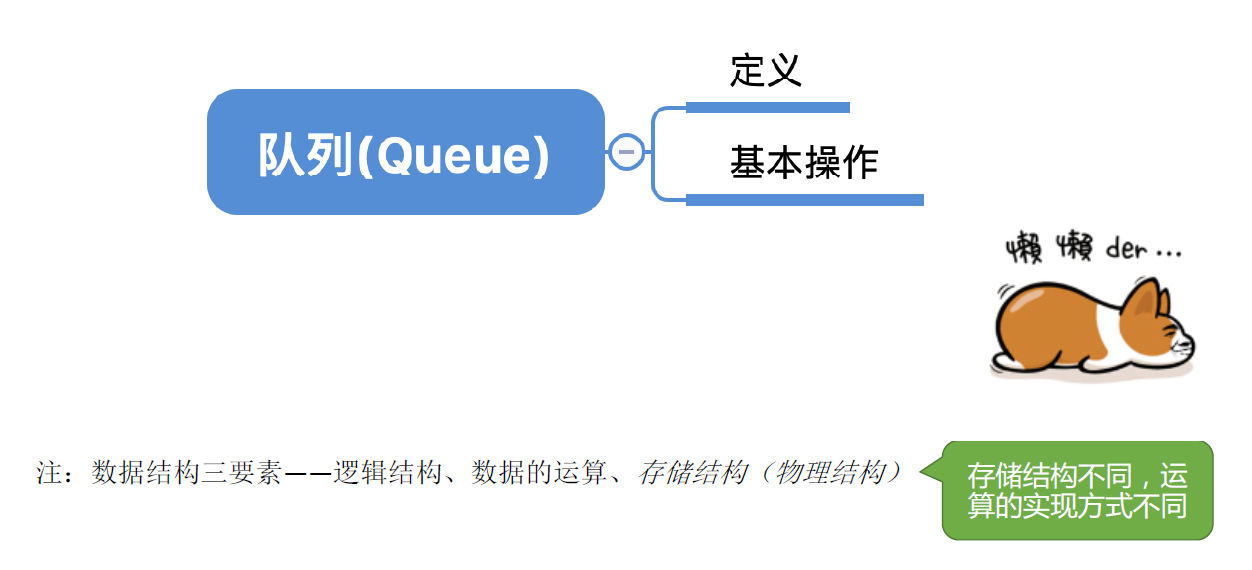 定义
队列(Queue)
基本操作
懒 懒 der...
注：数据结构三要素——逻辑结构、数据的运算、存储结构（物理结构）
存储结构不同，运
算的实现方式不同